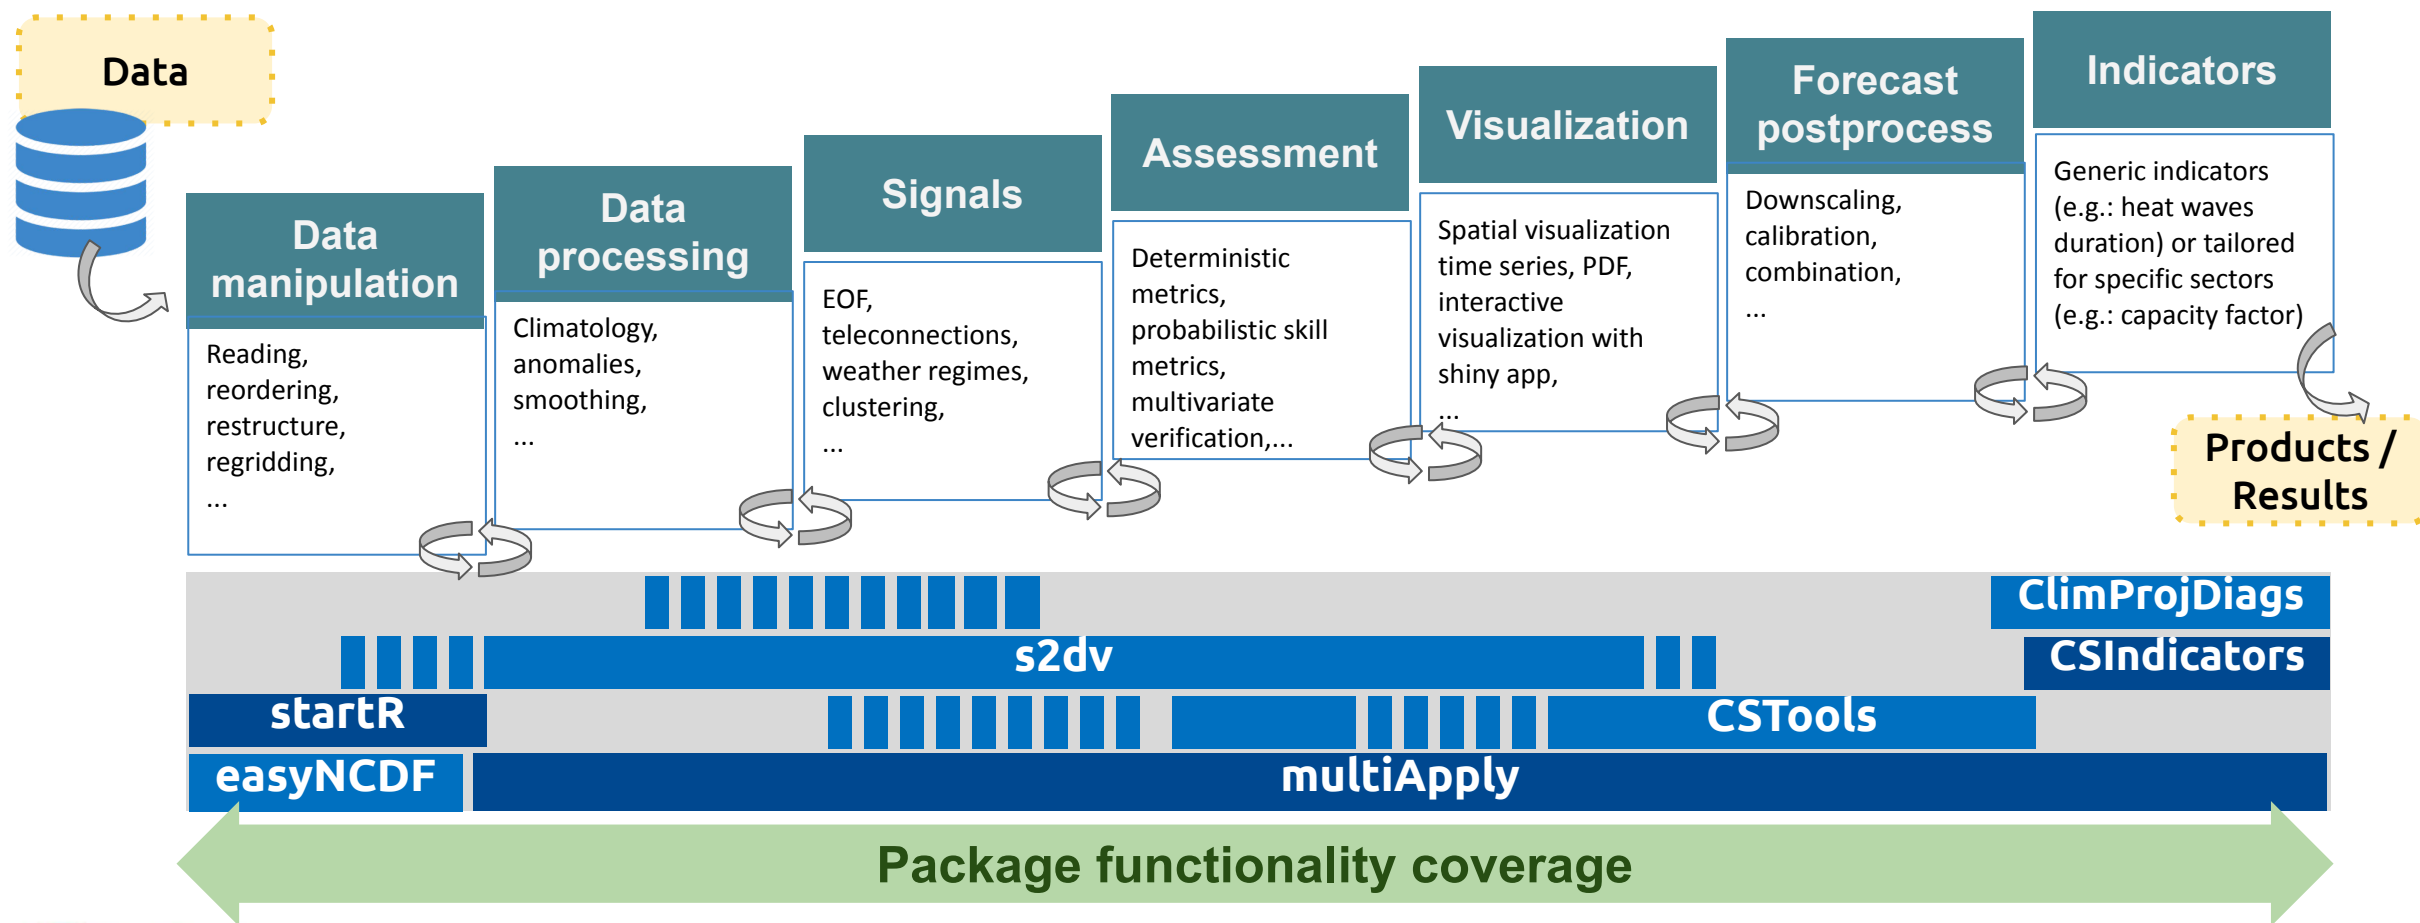 Data
Data
manipulation
Reading,
reordering,
restructure,
regridding,
...
Data
processing
Climatology,
anomalies,
smoothing,
...
Signals
EOF,
teleconnections,
weather regimes,
clustering,
...
Assessment
Deterministic
metrics,
probabilistic skill
metrics,
multivariate
verification,...
Visualization
Spatial visualization
time series, PDF,
interactive
visualization with
shiny app,
...
Forecast
postprocess
Downscaling,
calibration,
combination,
...
Indicators
Generic indicators
(e.g.: heat waves
duration) or tailored
for specific sectors
(e.g.: capacity factor)
Products /
Results
ClimProjDiags
s2dv
CSIndicators
startR
CSTools
easyNCDF
multiApply
Package functionality coverage